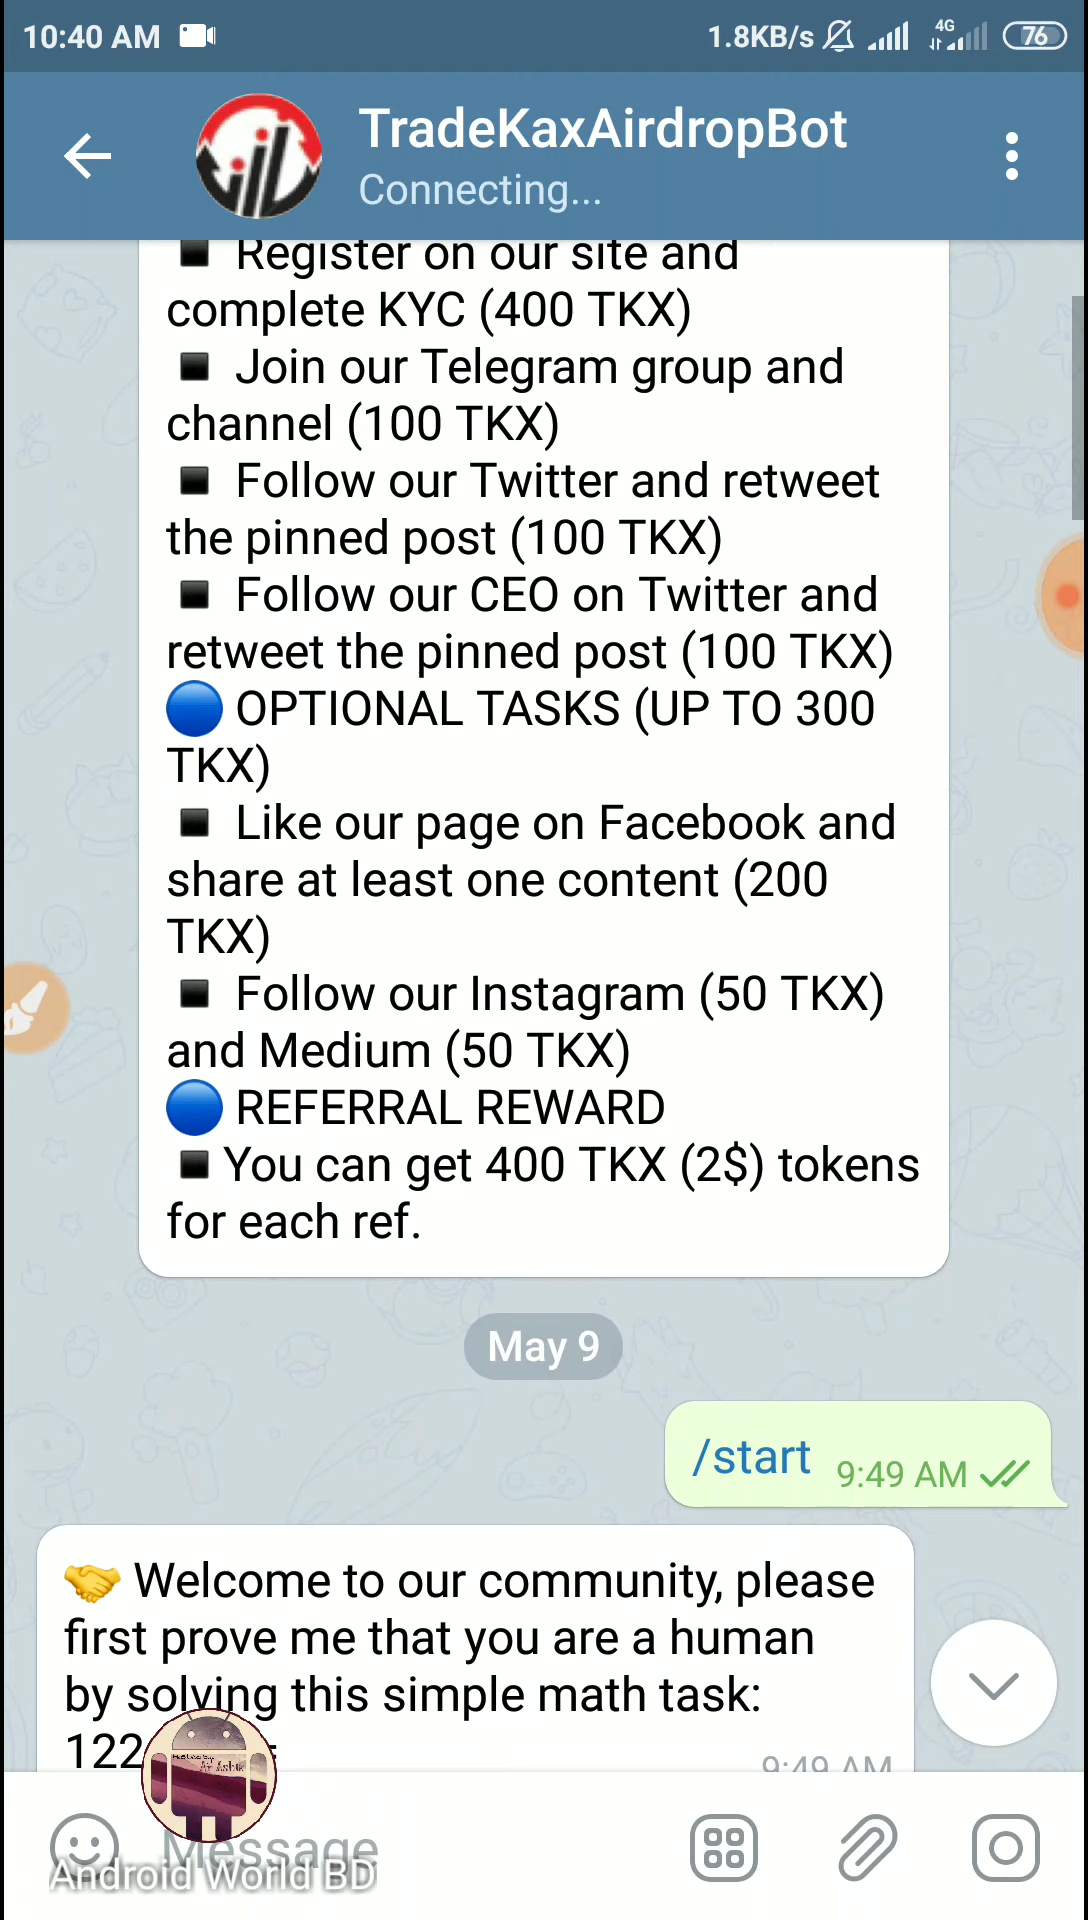 10:40 AM 1.8KB/s 4G 76
TradeKaxAirdropBot
Connecting...
◾ Register on our site and
complete KYC (400 TKX)
◾ Join our Telegram group and
channel (100 TKX)
◾ Follow our Twitter and retweet
the pinned post (100 TKX)
◾ Follow our CEO on Twitter and
retweet the pinned post (100 TKX)
🔵 OPTIONAL TASKS (UP TO 300
TKX)
◾ Like our page on Facebook and
share at least one content (200
TKX)
◾ Follow our Instagram (50 TKX)
and Medium (50 TKX)
🔵 REFERRAL REWARD
◾You can get 400 TKX (2$) tokens
for each ref.
May 9
/start 9:49 AM
🤝 Welcome to our community, please
first prove me that you are a human
by solving this simple math task:
122
9:49 AM
Message
Android World BD